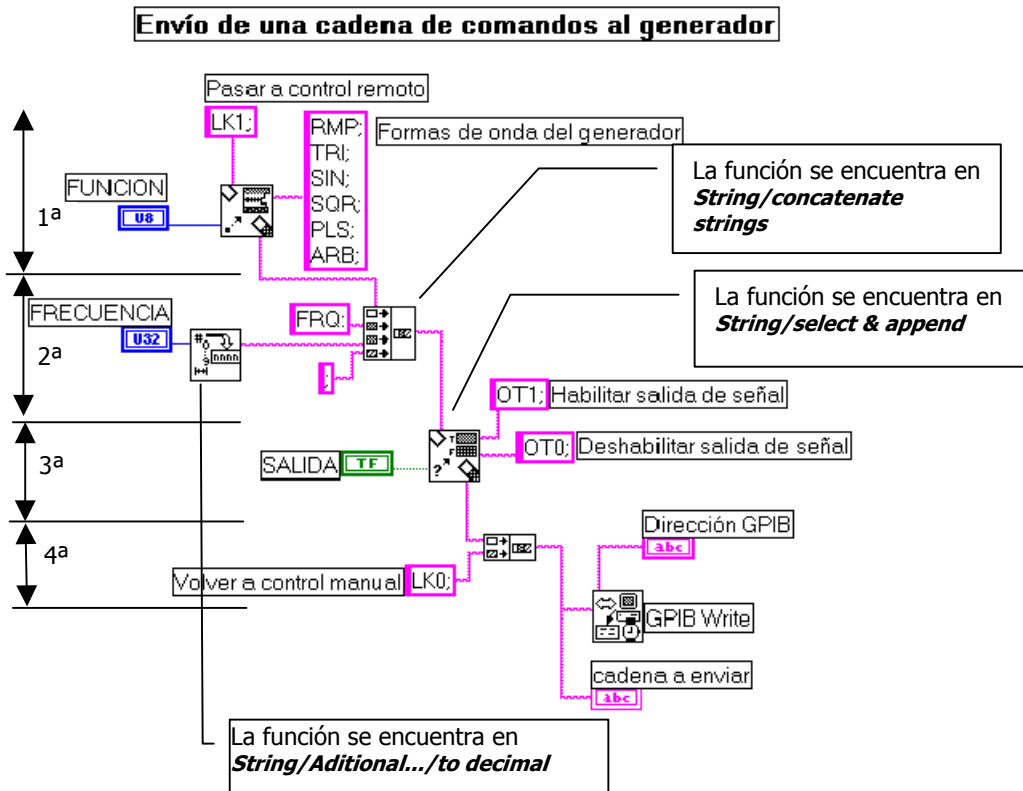 Envío de una cadena de comandos al generador
Pasar a control remoto
LK1;
RMP;
TRI;
SIN;
SQR;
PLS;
ARB;
Formas de onda del generador
La función se encuentra en
String/concatenate
strings
FUNCION
U8
1ª
La función se encuentra en
String/select & append
FRECUENCIA
U32
FRQ:
;
2ª
OT1;
Habilitar salida de señal
OT0;
Deshabilitar salida de señal
SALIDA
TF
3ª
Dirección GPIB
abc
4ª
Volver a control manual
LK0;
GPIB Write
cadena a enviar
abc
La función se encuentra en
String/Aditional.../to decimal